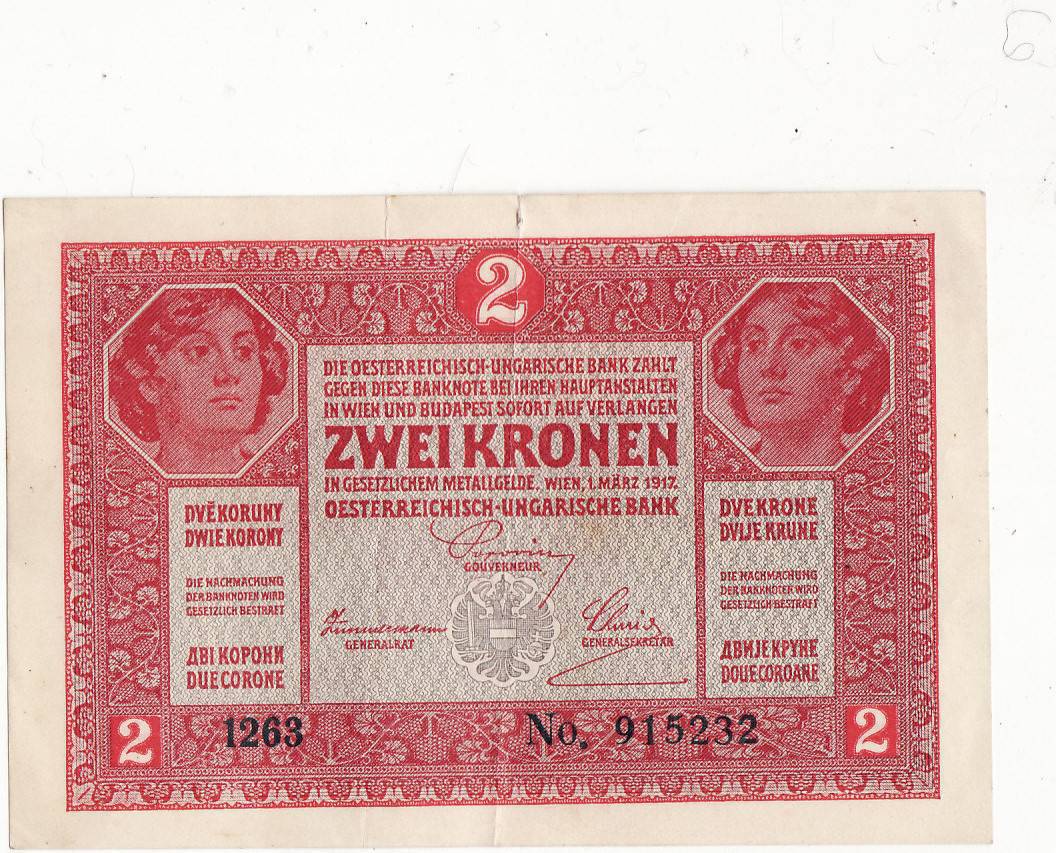 2
DIE OESTERREICHISCH-UNGARISCHE BANK ZAHLT
GEGEN DIESE BANKNOTE BEI IHREN HAUPTANSTALTEN
IN WIEN UND BUDAPEST SOFORT AUF VERLANGEN
ZWEI KRONEN
IN GESETZLICHEM METALLGELDE. WIEN, 1. MÄRZ 1917.
OESTERREICHISCH-UNGARISCHE BANK
GOUVERNEUR
GENERALRAT
GENERALSEKRETÄR
DVĚ KORUNY
DWIE KORONY
DIE NACHMACHUNG
DER BANKNOTEN WIRD
GESETZLICH BESTRAFT
ДВІ КОРОНИ
DUE CORONE
DVE KRONE
DVIJE KRUNE
DIE NACHMACHUNG
DER BANKNOTEN WIRD
GESETZLICH BESTRAFT
ДВИЈЕ КРУНЕ
DOUE COROANE
2
1263
No. 915232
2